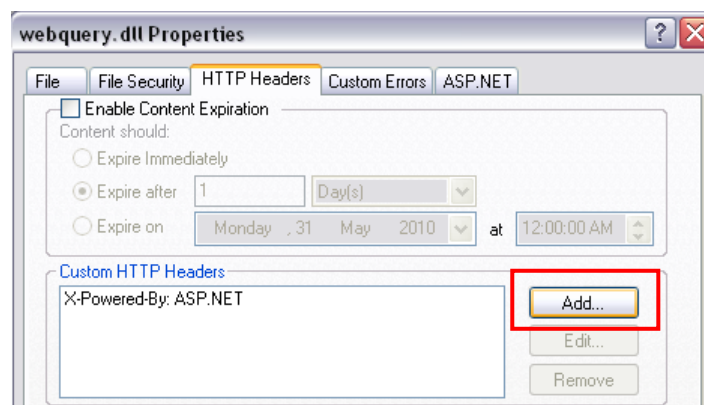 webquery.dll Properties
File File Security HTTP Headers Custom Errors ASP.NET
Enable Content Expiration
Content should:
Expire Immediately
Expire after 1 Day(s)
Expire on Monday , 31 May 2010 at 12:00:00 AM
Custom HTTP Headers
X-Powered-By: ASP.NET
Add...
Edit...
Remove